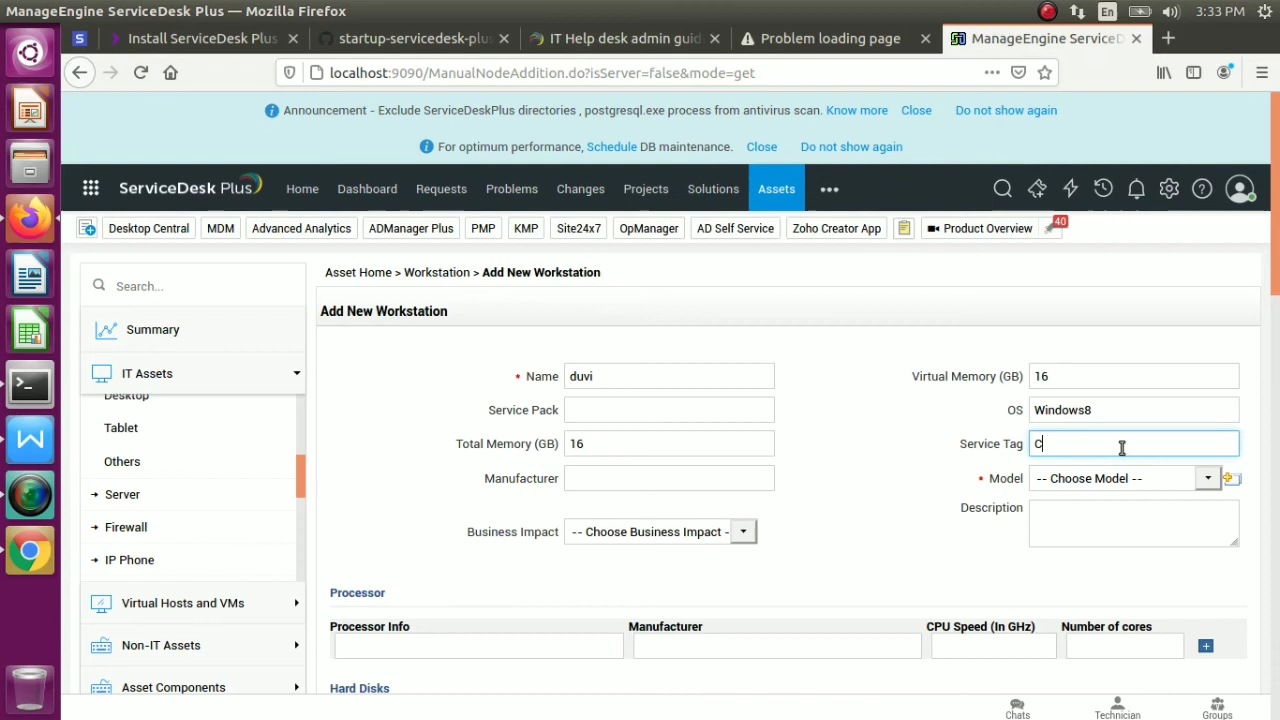 ManageEngine ServiceDesk Plus — Mozilla Firefox
En
3:33 PM
S
Install ServiceDesk Plus
startup-servicedesk-plu
IT Help desk admin guid
Problem loading page
ManageEngine ServiceD
localhost:9090/ManualNodeAddition.do?isServer=false&mode=get
Announcement - Exclude ServiceDeskPlus directories , postgresql.exe process from antivirus scan. Know more Close Do not show again
For optimum performance, Schedule DB maintenance. Close Do not show again
ServiceDesk Plus
Home Dashboard Requests Problems Changes Projects Solutions Assets
Desktop Central MDM Advanced Analytics ADManager Plus PMP KMP Site24x7 OpManager AD Self Service Zoho Creator App Product Overview 40
Search...
Summary
IT Assets
Desktop
Tablet
Others
Server
Firewall
IP Phone
Virtual Hosts and VMs
Non-IT Assets
Asset Components
Asset Home > Workstation > Add New Workstation
Add New Workstation
* Name duvi
Virtual Memory (GB) 16
Service Pack
OS Windows8
Total Memory (GB) 16
Service Tag C
Manufacturer
* Model -- Choose Model --
Description
Business Impact -- Choose Business Impact -
Processor
Processor Info Manufacturer CPU Speed (In GHz) Number of cores
Hard Disks
Chats Technician Groups